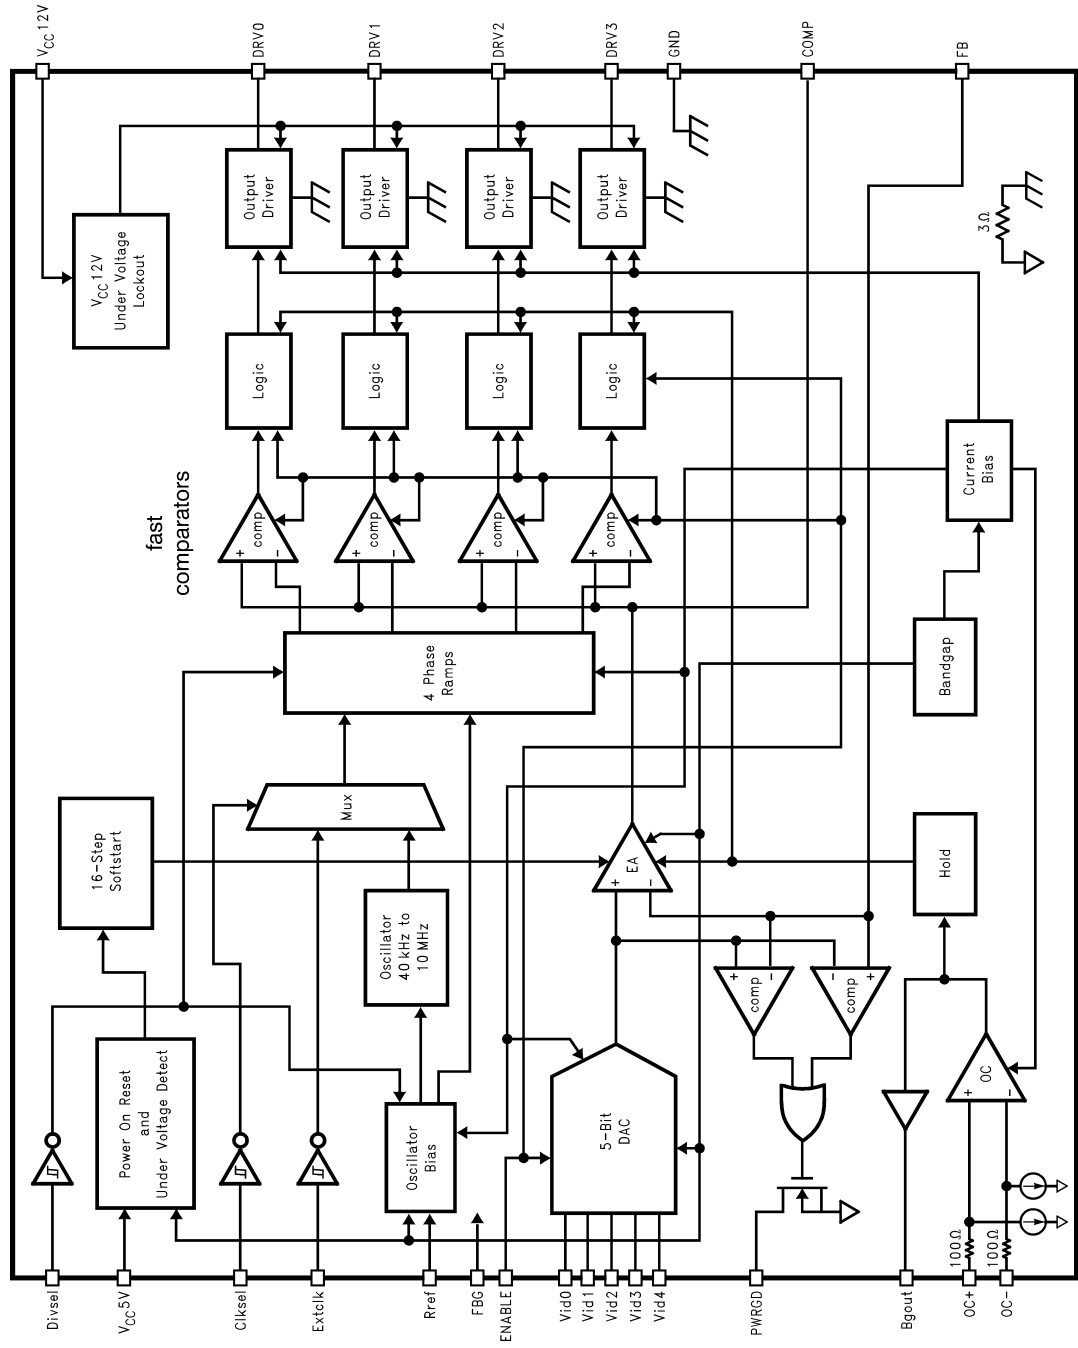 VCC12V
DRV0
DRV1
DRV2
DRV3
GND
COMP
FB
VCC12V
Under Voltage
Lockout
Output
Driver
Output
Driver
Output
Driver
Output
Driver
3Ω
Logic
Logic
Logic
Logic
Current
Bias
fast
comparators
comp
+
−
comp
+
−
comp
+
−
comp
+
−
4 Phase
Ramps
Bandgap
16-Step
Softstart
Mux
EA
+
−
Hold
Oscillator
40 kHz to
10 MHz
+
−
comp
−
+
comp
Power On Reset
and
Under Voltage Detect
Oscillator
Bias
5-Bit
DAC
OC
+
−
100Ω
100Ω
Divsel
VCC5V
Clksel
Extclk
Rref
FBG
ENABLE
Vid0
Vid1
Vid2
Vid3
Vid4
PWRGD
Bgout
OC+
OC-